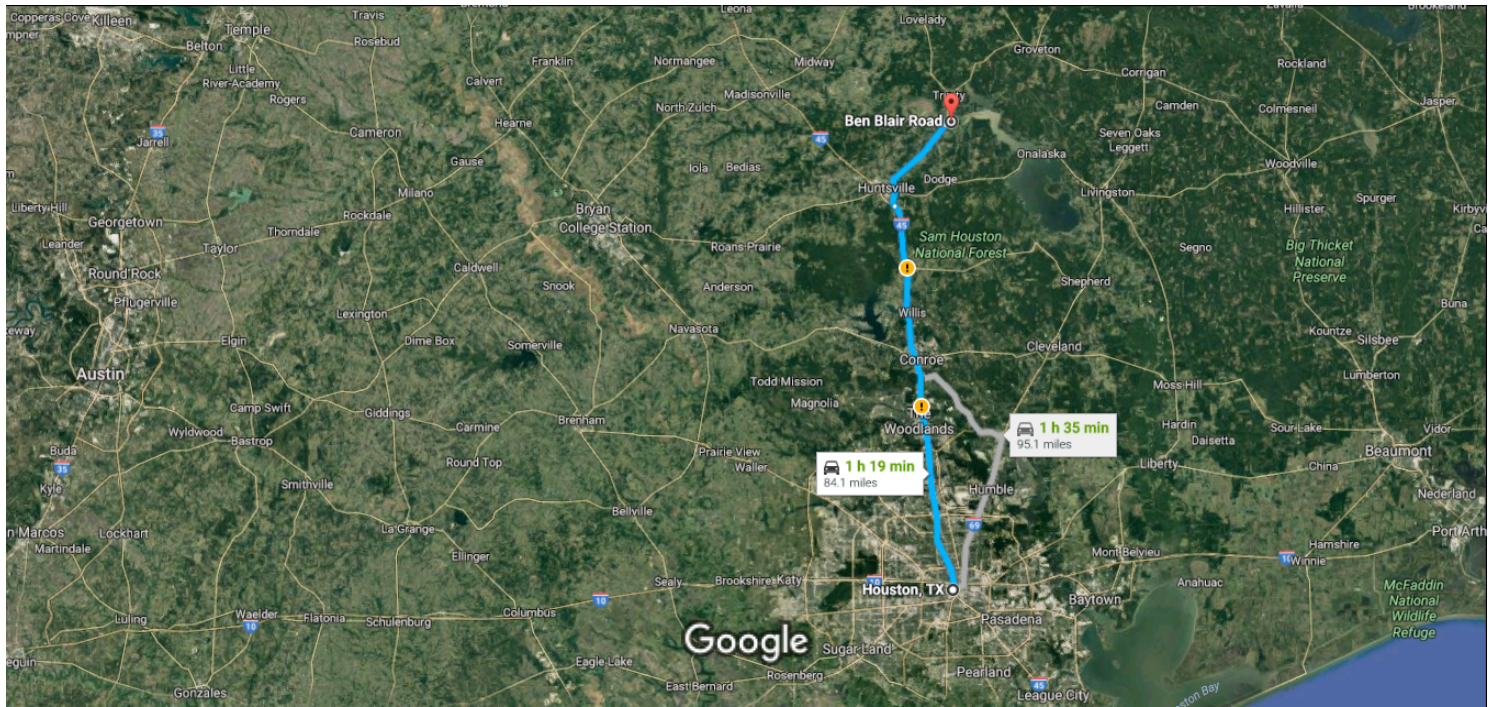 Copperas Cove
Killeen
Travis
Leona
Lovelady
Temple
Belton
Rosebud
Franklin
Normangee
Midway
Groveton
Rockland
Little
River-Academy
Calvert
Corrigan
Rogers
Madisonville
North Zulch
Camden
Colmesneil
Jasper
Hearne
Ben Blair Road
35
Jarrell
Cameron
45
Seven Oaks
Leggett
Gause
Iola
Bedias
Onalaska
Woodville
Milano
Huntsville
Dodge
Livingston
Spurger
Liberty Hill
Georgetown
Rockdale
Bryan
College Station
Hillister
Thorndale
45
Sam Houston
National Forest
Leander
Taylor
Roans Prairie
Segno
Big Thicket
National
Preserve
Round Rock
Caldwell
Snook
Anderson
Shepherd
Pflugerville
Lexington
Willis
Buna
Navasota
Kountze
Silsbee
Elgin
Dime Box
Somerville
Cleveland
Conroe
Austin
Todd Mission
Moss Hill
Lumberton
Camp Swift
Giddings
Magnolia
The
Woodlands
1 h 35 min
95.1 miles
Wyldwood
Bastrop
Carmine
Brenham
Hardin
Daisetta
Sour Lake
Vidor
Buda
Prairie View
Waller
Beaumont
35
Kyle
Round Top
1 h 19 min
84.1 miles
Liberty
China
Smithville
Humble
Nederland
Bellville
Lockhart
La Grange
69
Martindale
Hamshire
Ellinger
Mont Belvieu
10
Winnie
Sealy
Brookshire
Katy
10
Houston, TX
Anahuac
McFaddin
National
Wildlife
Refuge
Baytown
10
Columbus
Luling
Waelder
Flatonia
Schulenburg
10
Pasadena
Google
Sugar Land
Eagle Lake
Rosenberg
Pearland
East Bernard
45
League City
Gonzales